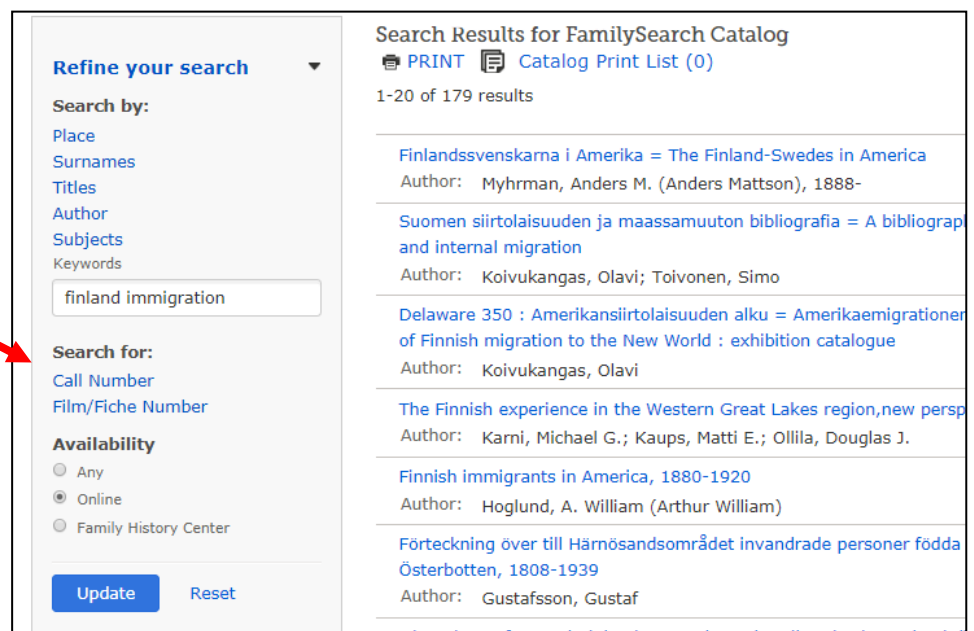 Refine your search
Search by:
Place
Surnames
Titles
Author
Subjects
Keywords
finland immigration
Search for:
Call Number
Film/Fiche Number
Availability
Any
Online
Family History Center
Update Reset
Search Results for FamilySearch Catalog
PRINT Catalog Print List (0)
1-20 of 179 results
Finlandssvenskarna i Amerika = The Finland-Swedes in America
Author: Myhrman, Anders M. (Anders Mattson), 1888-
Suomen siirtolaisuuden ja maassamuuton bibliografia = A
and internal migration
Author: Koivukangas, Olavi; Toivonen, Simo
Delaware 350 : Amerikansiirtolaisuuden alku =
of Finnish migration to the New World : exhibition catalogue
Author: Koivukangas, Olavi
The Finnish experience in the Western Great Lakes region,new
Author: Karni, Michael G.; Kaups, Matti E.; Ollila, Douglas J.
Finnish immigrants in America, 1880-1920
Author: Hoglund, A. William (Arthur William)
Förteckning över till Härnösandsområdet invandrade personer födda
Österbotten, 1808-1939
Author: Gustafsson, Gustaf